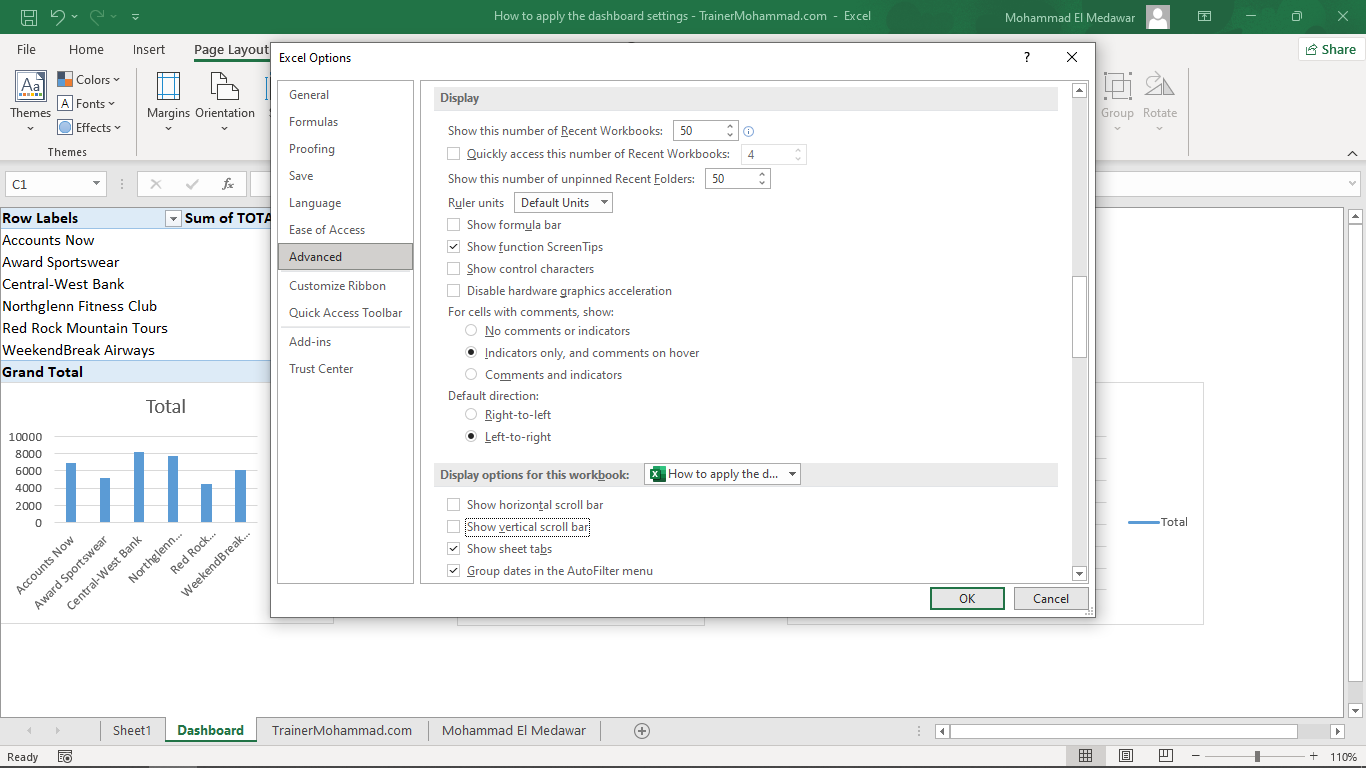 How to apply the dashboard settings - TrainerMohammad.com - Excel
Mohammad El Medawar
File Home Insert Page Layout
Share
Themes
Colors
Fonts
Effects
Themes
Margins
Orientation
Group
Rotate
C1
fx
Row Labels Sum of TOTA
Accounts Now
Award Sportswear
Central-West Bank
Northglenn Fitness Club
Red Rock Mountain Tours
WeekendBreak Airways
Grand Total
Total
10000
8000
6000
4000
2000
0
Accounts Now
Award Sportswear
Central-West Bank
Northglenn...
Red Rock...
WeekendBreak...
Total
Excel Options
?
General
Formulas
Proofing
Save
Language
Ease of Access
Advanced
Customize Ribbon
Quick Access Toolbar
Add-ins
Trust Center
Display
Show this number of Recent Workbooks: 50
Quickly access this number of Recent Workbooks: 4
Show this number of unpinned Recent Folders: 50
Ruler units Default Units
Show formula bar
Show function ScreenTips
Show control characters
Disable hardware graphics acceleration
For cells with comments, show:
No comments or indicators
Indicators only, and comments on hover
Comments and indicators
Default direction:
Right-to-left
Left-to-right
Display options for this workbook: How to apply the d...
Show horizontal scroll bar
Show vertical scroll bar
Show sheet tabs
Group dates in the AutoFilter menu
OK Cancel
Sheet1 Dashboard TrainerMohammad.com Mohammad El Medawar
Ready
110%